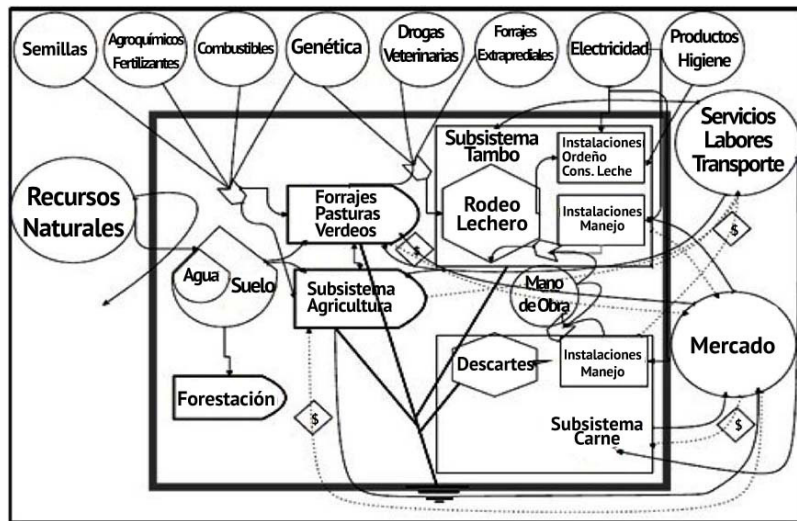 Semillas
Agroquímicos
Fertilizantes
Combustibles
Genética
Drogas
Veterinarias
Forrajes
Extraprediales
Electricidad
Productos
Higiene
Servicios
Labores
Transporte
Recursos
Naturales
Subsistema
Tambo
Instalaciones
Ordeño
Cons. Leche
Forrajes
Pasturas
Verdeos
Rodeo
Lechero
Instalaciones
Manejo
$
$
Agua
Suelo
Subsistema
Agricultura
Mano
de Obra
Mercado
Descartes
Instalaciones
Manejo
Forestación
$
Subsistema
Carne
$